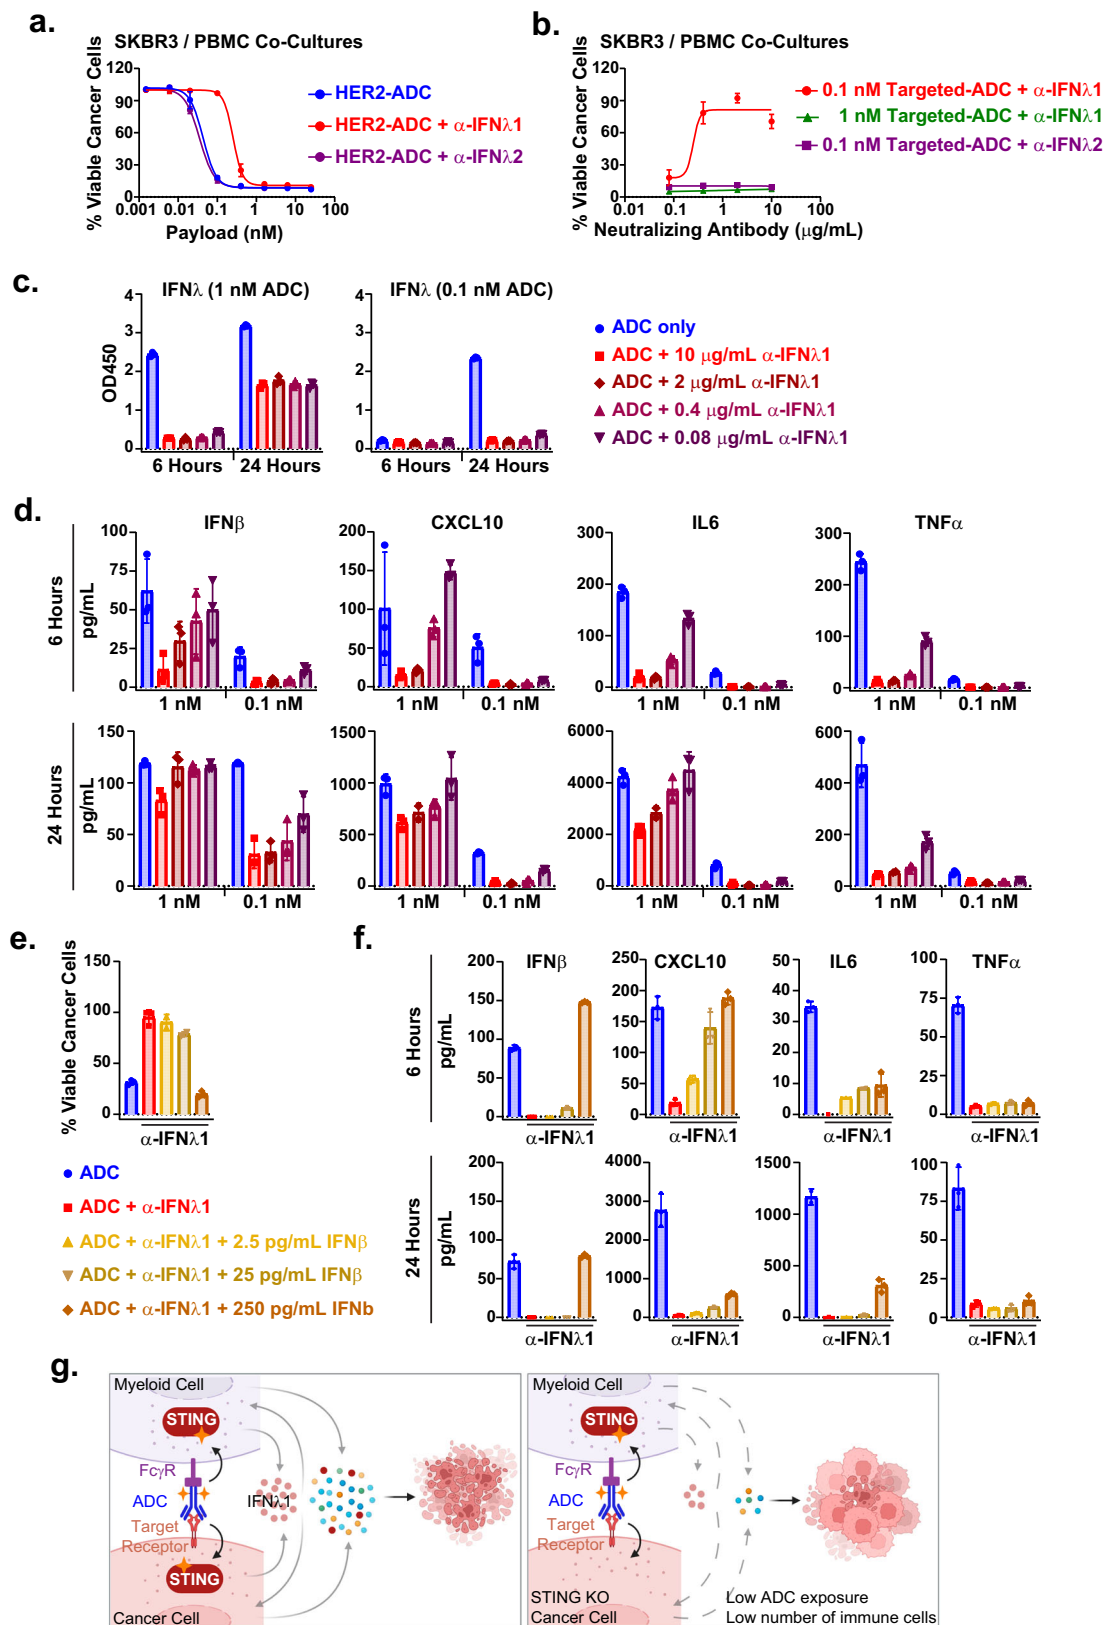 a.
SKBR3 / PBMC Co-Cultures
% Viable Cancer Cells
120
90
60
30
0
0.001 0.01 0.1 1 10 100
Payload (nM)
HER2-ADC
HER2-ADC + α-IFNλ1
HER2-ADC + α-IFNλ2
b.
SKBR3 / PBMC Co-Cultures
% Viable Cancer Cells
120
90
60
30
0
0.01 0.1 1 10 100
Neutralizing Antibody (μg/mL)
0.1 nM Targeted-ADC + α-IFNλ1
1 nM Targeted-ADC + α-IFNλ1
0.1 nM Targeted-ADC + α-IFNλ2
c.
IFNλ (1 nM ADC)
OD450
4
3
2
1
0
6 Hours 24 Hours
IFNλ (0.1 nM ADC)
4
3
2
1
0
6 Hours 24 Hours
ADC only
ADC + 10 μg/mL α-IFNλ1
ADC + 2 μg/mL α-IFNλ1
ADC + 0.4 μg/mL α-IFNλ1
ADC + 0.08 μg/mL α-IFNλ1
d.
6 Hours
pg/mL
IFNβ
100
75
50
25
0
1 nM 0.1 nM
CXCL10
200
150
100
50
0
1 nM 0.1 nM
IL6
300
200
100
0
1 nM 0.1 nM
TNFα
300
200
100
0
1 nM 0.1 nM
24 Hours
pg/mL
150
100
50
0
1 nM 0.1 nM
1500
1000
500
0
1 nM 0.1 nM
6000
4000
2000
0
1 nM 0.1 nM
600
400
200
0
1 nM 0.1 nM
e.
% Viable Cancer Cells
150
100
50
0
α-IFNλ1
ADC
ADC + α-IFNλ1
ADC + α-IFNλ1 + 2.5 pg/mL IFNβ
ADC + α-IFNλ1 + 25 pg/mL IFNβ
ADC + α-IFNλ1 + 250 pg/mL IFNb
f.
6 Hours
pg/mL
IFNβ
200
150
100
50
0
α-IFNλ1
CXCL10
250
200
150
100
50
0
α-IFNλ1
IL6
40
30
20
10
0
α-IFNλ1
TNFα
100
75
50
25
0
α-IFNλ1
24 Hours
pg/mL
200
150
100
50
0
α-IFNλ1
4000
3000
2000
1000
0
α-IFNλ1
1500
1000
500
0
α-IFNλ1
100
75
50
25
0
α-IFNλ1
g.
Myeloid Cell
STING
FcγR
ADC
IFNλ1
Target
Receptor
STING
Cancer Cell
Myeloid Cell
STING
FcγR
ADC
Target
Receptor
STING KO
Cancer Cell
Low ADC exposure
Low number of immune cells